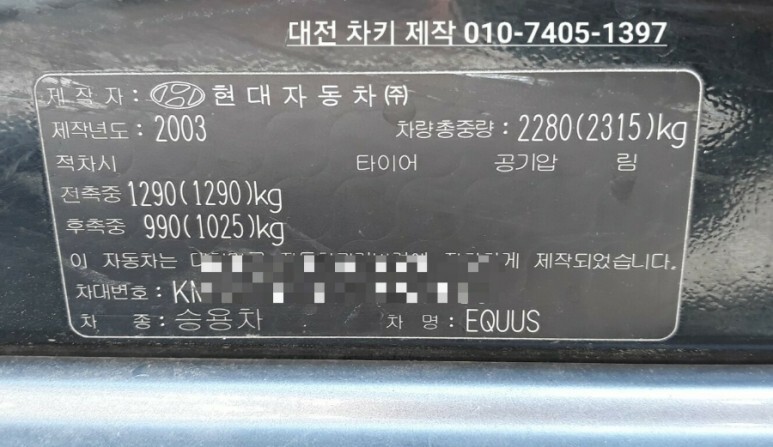 대전 차키 제작 010-7405-1397
제 작 자 : 현대자동차㈜
제작년도 : 2003 차량총중량 : 2280(2315)kg
적차시 타이어 공기압 림
전축중 1290(1290)kg
후축중 990(1025)kg
이 자동차는 제작되었습니다.
차대번호 : KN
차 종 : 승용차 차 명 : EQUUS